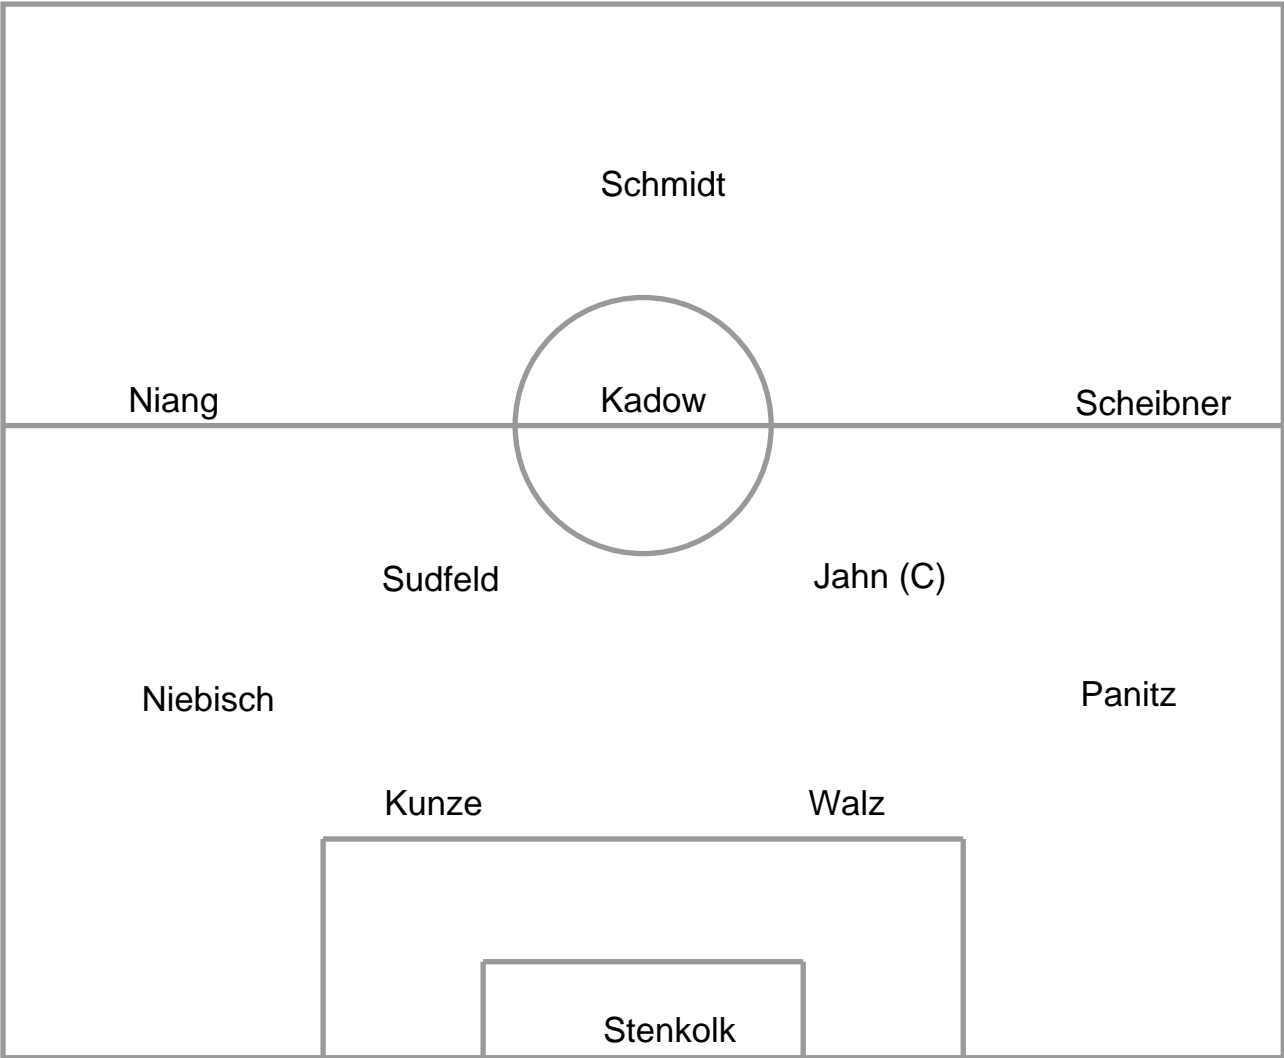 Schmidt
Niang
Kadow
Scheibner
Sudfeld
Jahn (C)
Niebisch
Panitz
Kunze
Walz
Stenkolk